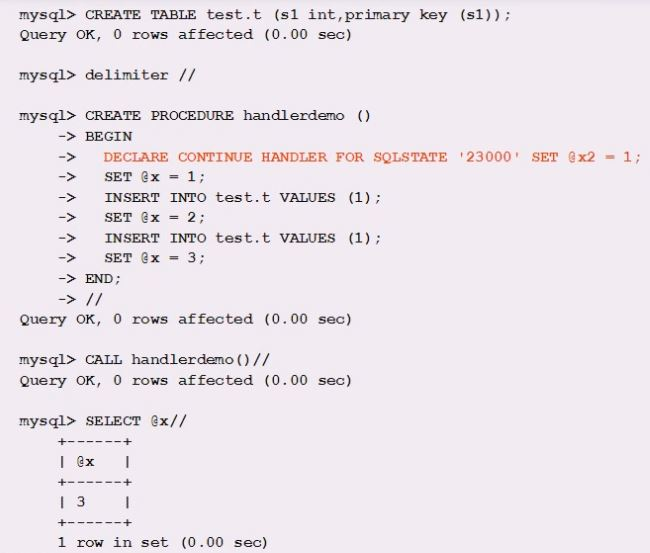 mysql> CREATE TABLE test.t (s1 int,primary key (s1));
Query OK, 0 rows affected (0.00 sec)
mysql> delimiter //
mysql> CREATE PROCEDURE handlerdemo ()
-> BEGIN
-> DECLARE CONTINUE HANDLER FOR SQLSTATE '23000' SET @x2 = 1;
-> SET @x = 1;
-> INSERT INTO test.t VALUES (1);
-> SET @x = 2;
-> INSERT INTO test.t VALUES (1);
-> SET @x = 3;
-> END;
-> //
Query OK, 0 rows affected (0.00 sec)
mysql> CALL handlerdemo()//
Query OK, 0 rows affected (0.00 sec)
mysql> SELECT @x//
+------+
| @x |
+------+
| 3 |
+------+
1 row in set (0.00 sec)